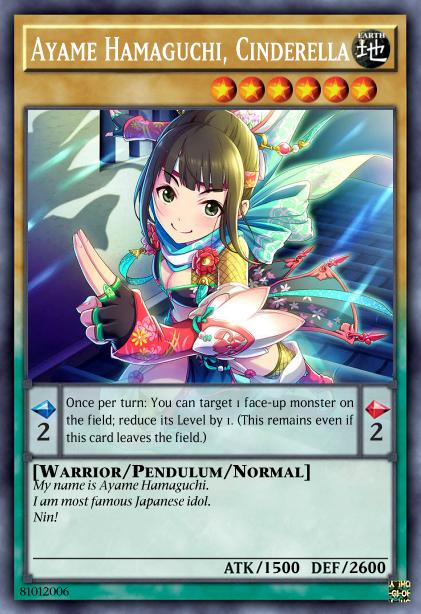 Ayame Hamaguchi, Cinderella
EARTH
地
Once per turn: You can target 1 face-up monster on
the field; reduce its Level by 1. (This remains even if
this card leaves the field.)
2
2
[Warrior/Pendulum/Normal]
My name is Ayame Hamaguchi.
I am most famous Japanese idol.
Nin!
ATK/1500 DEF/2600
81012006